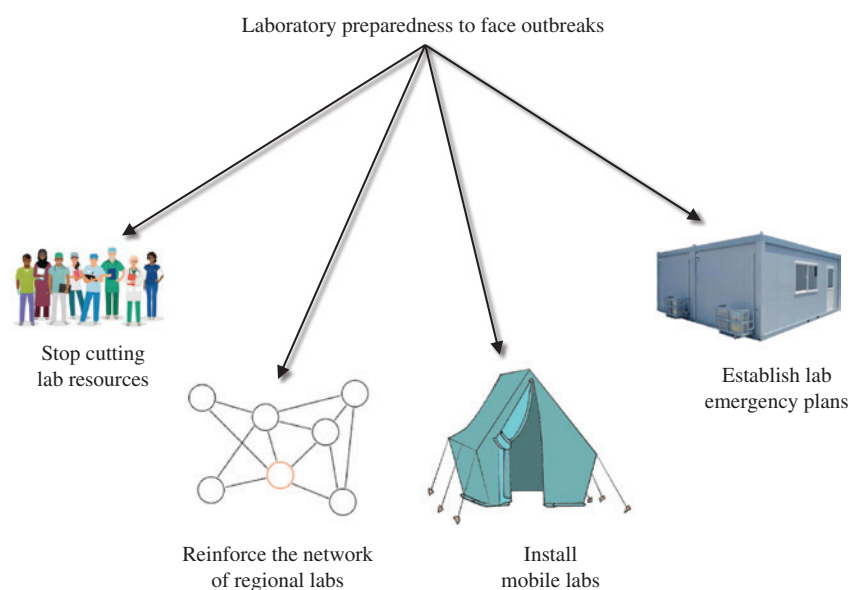 Laboratory preparedness to face outbreaks
Stop cutting
lab resources
Reinforce the network
of regional labs
Install
mobile labs
Establish lab
emergency plans